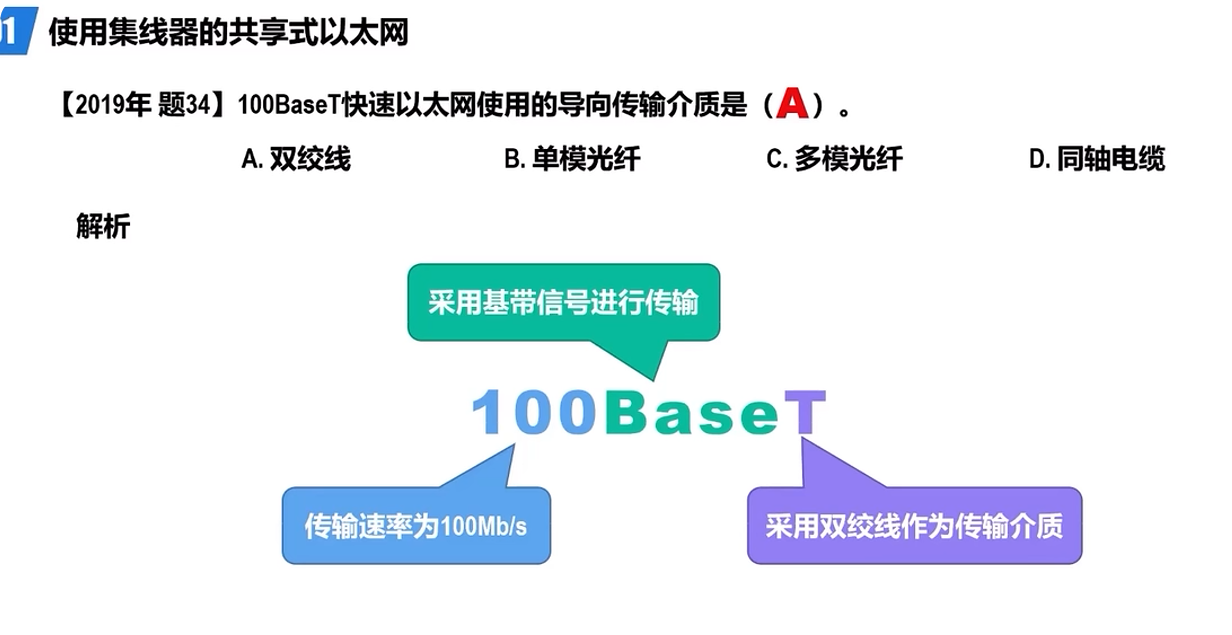 01 使用集线器的共享式以太网
【2019年 题34】100BaseT快速以太网使用的导向传输介质是（A）。
A. 双绞线 B. 单模光纤 C. 多模光纤 D. 同轴电缆
解析
采用基带信号进行传输
100BaseT
传输速率为100Mb/s 采用双绞线作为传输介质